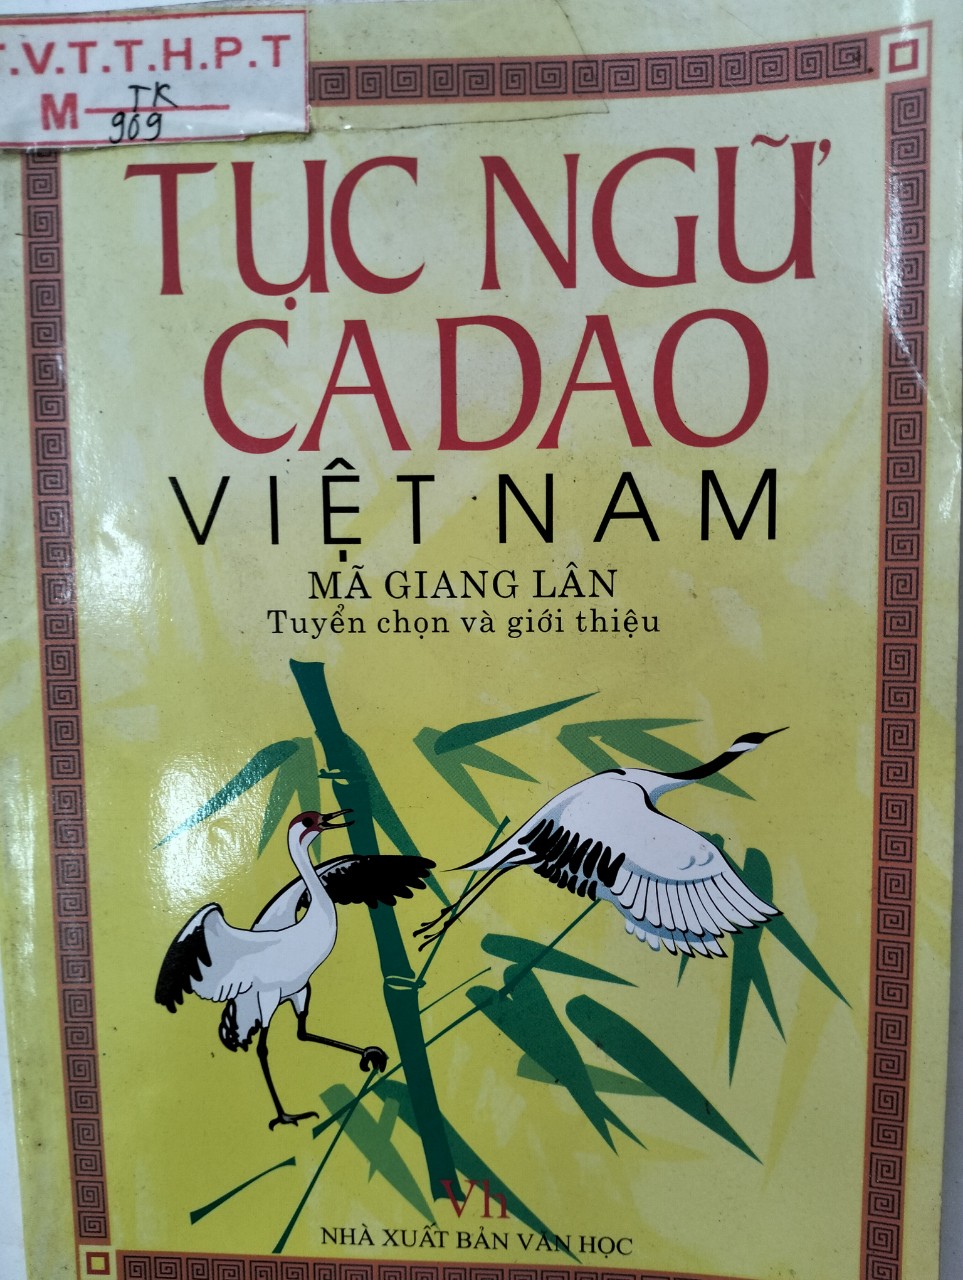 T.V.T.T.H.P.T
M TK
909
TỤC NGỮ
CA DAO
VIỆT NAM
MÃ GIANG LÂN
Tuyển chọn và giới thiệu
Vh
NHÀ XUẤT BẢN VĂN HỌC